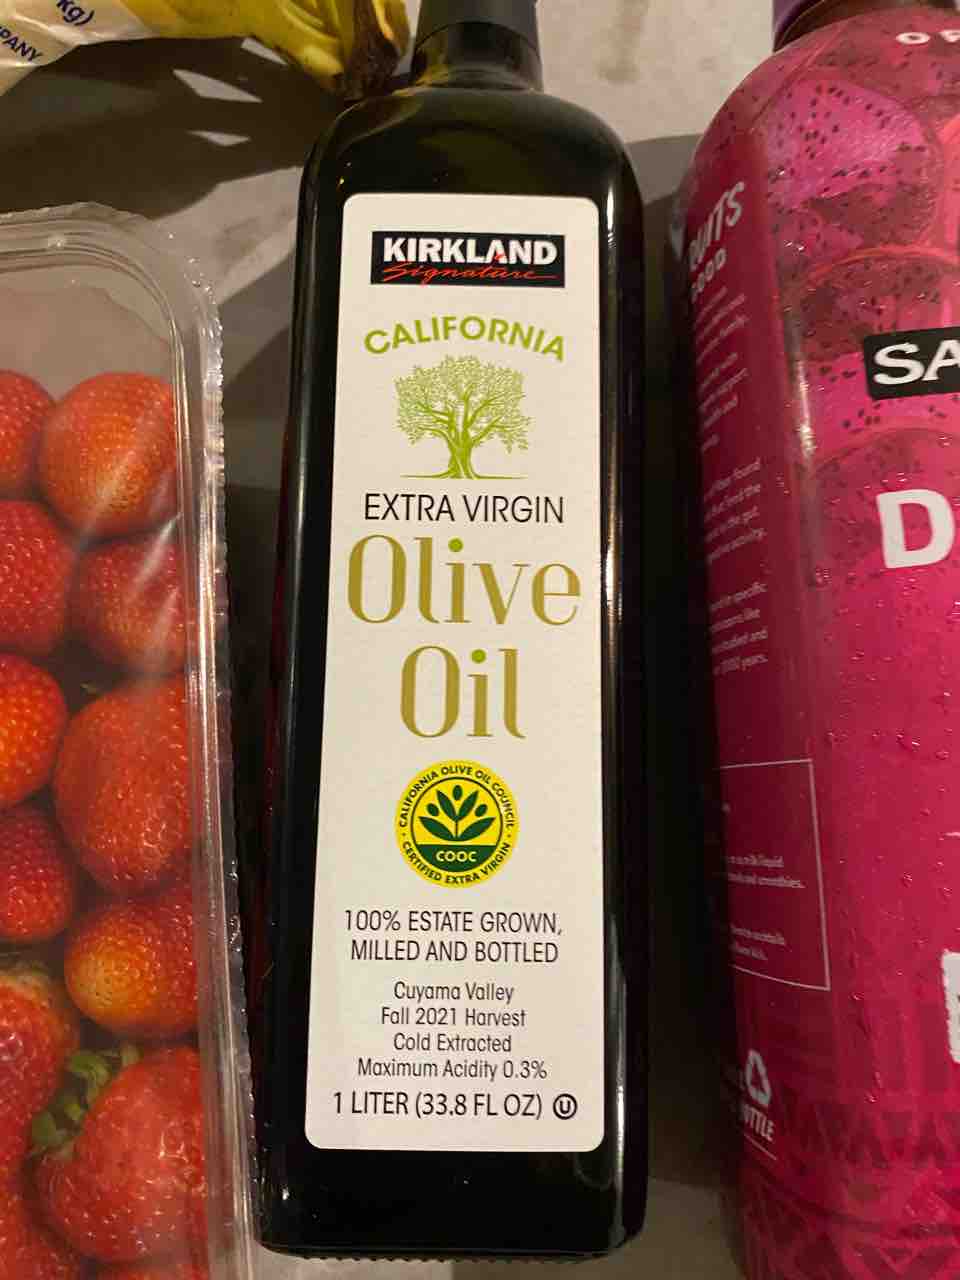 kg)
PANY
KIRKLAND
Signature
CALIFORNIA
EXTRA VIRGIN
Olive
Oil
CALIFORNIA OLIVE OIL COUNCIL
COOC
CERTIFIED EXTRA VIRGIN
100% ESTATE GROWN,
MILLED AND BOTTLED
Cuyama Valley
Fall 2021 Harvest
Cold Extracted
Maximum Acidity 0.3%
1 LITER (33.8 FL OZ) U
SA
D